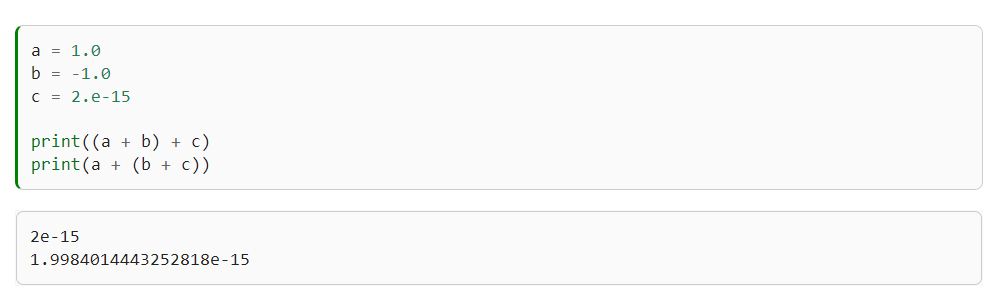 a = 1.0
b = -1.0
c = 2.e-15
print((a + b) + c)
print(a + (b + c))
2e-15
1.9984014443252818e-15